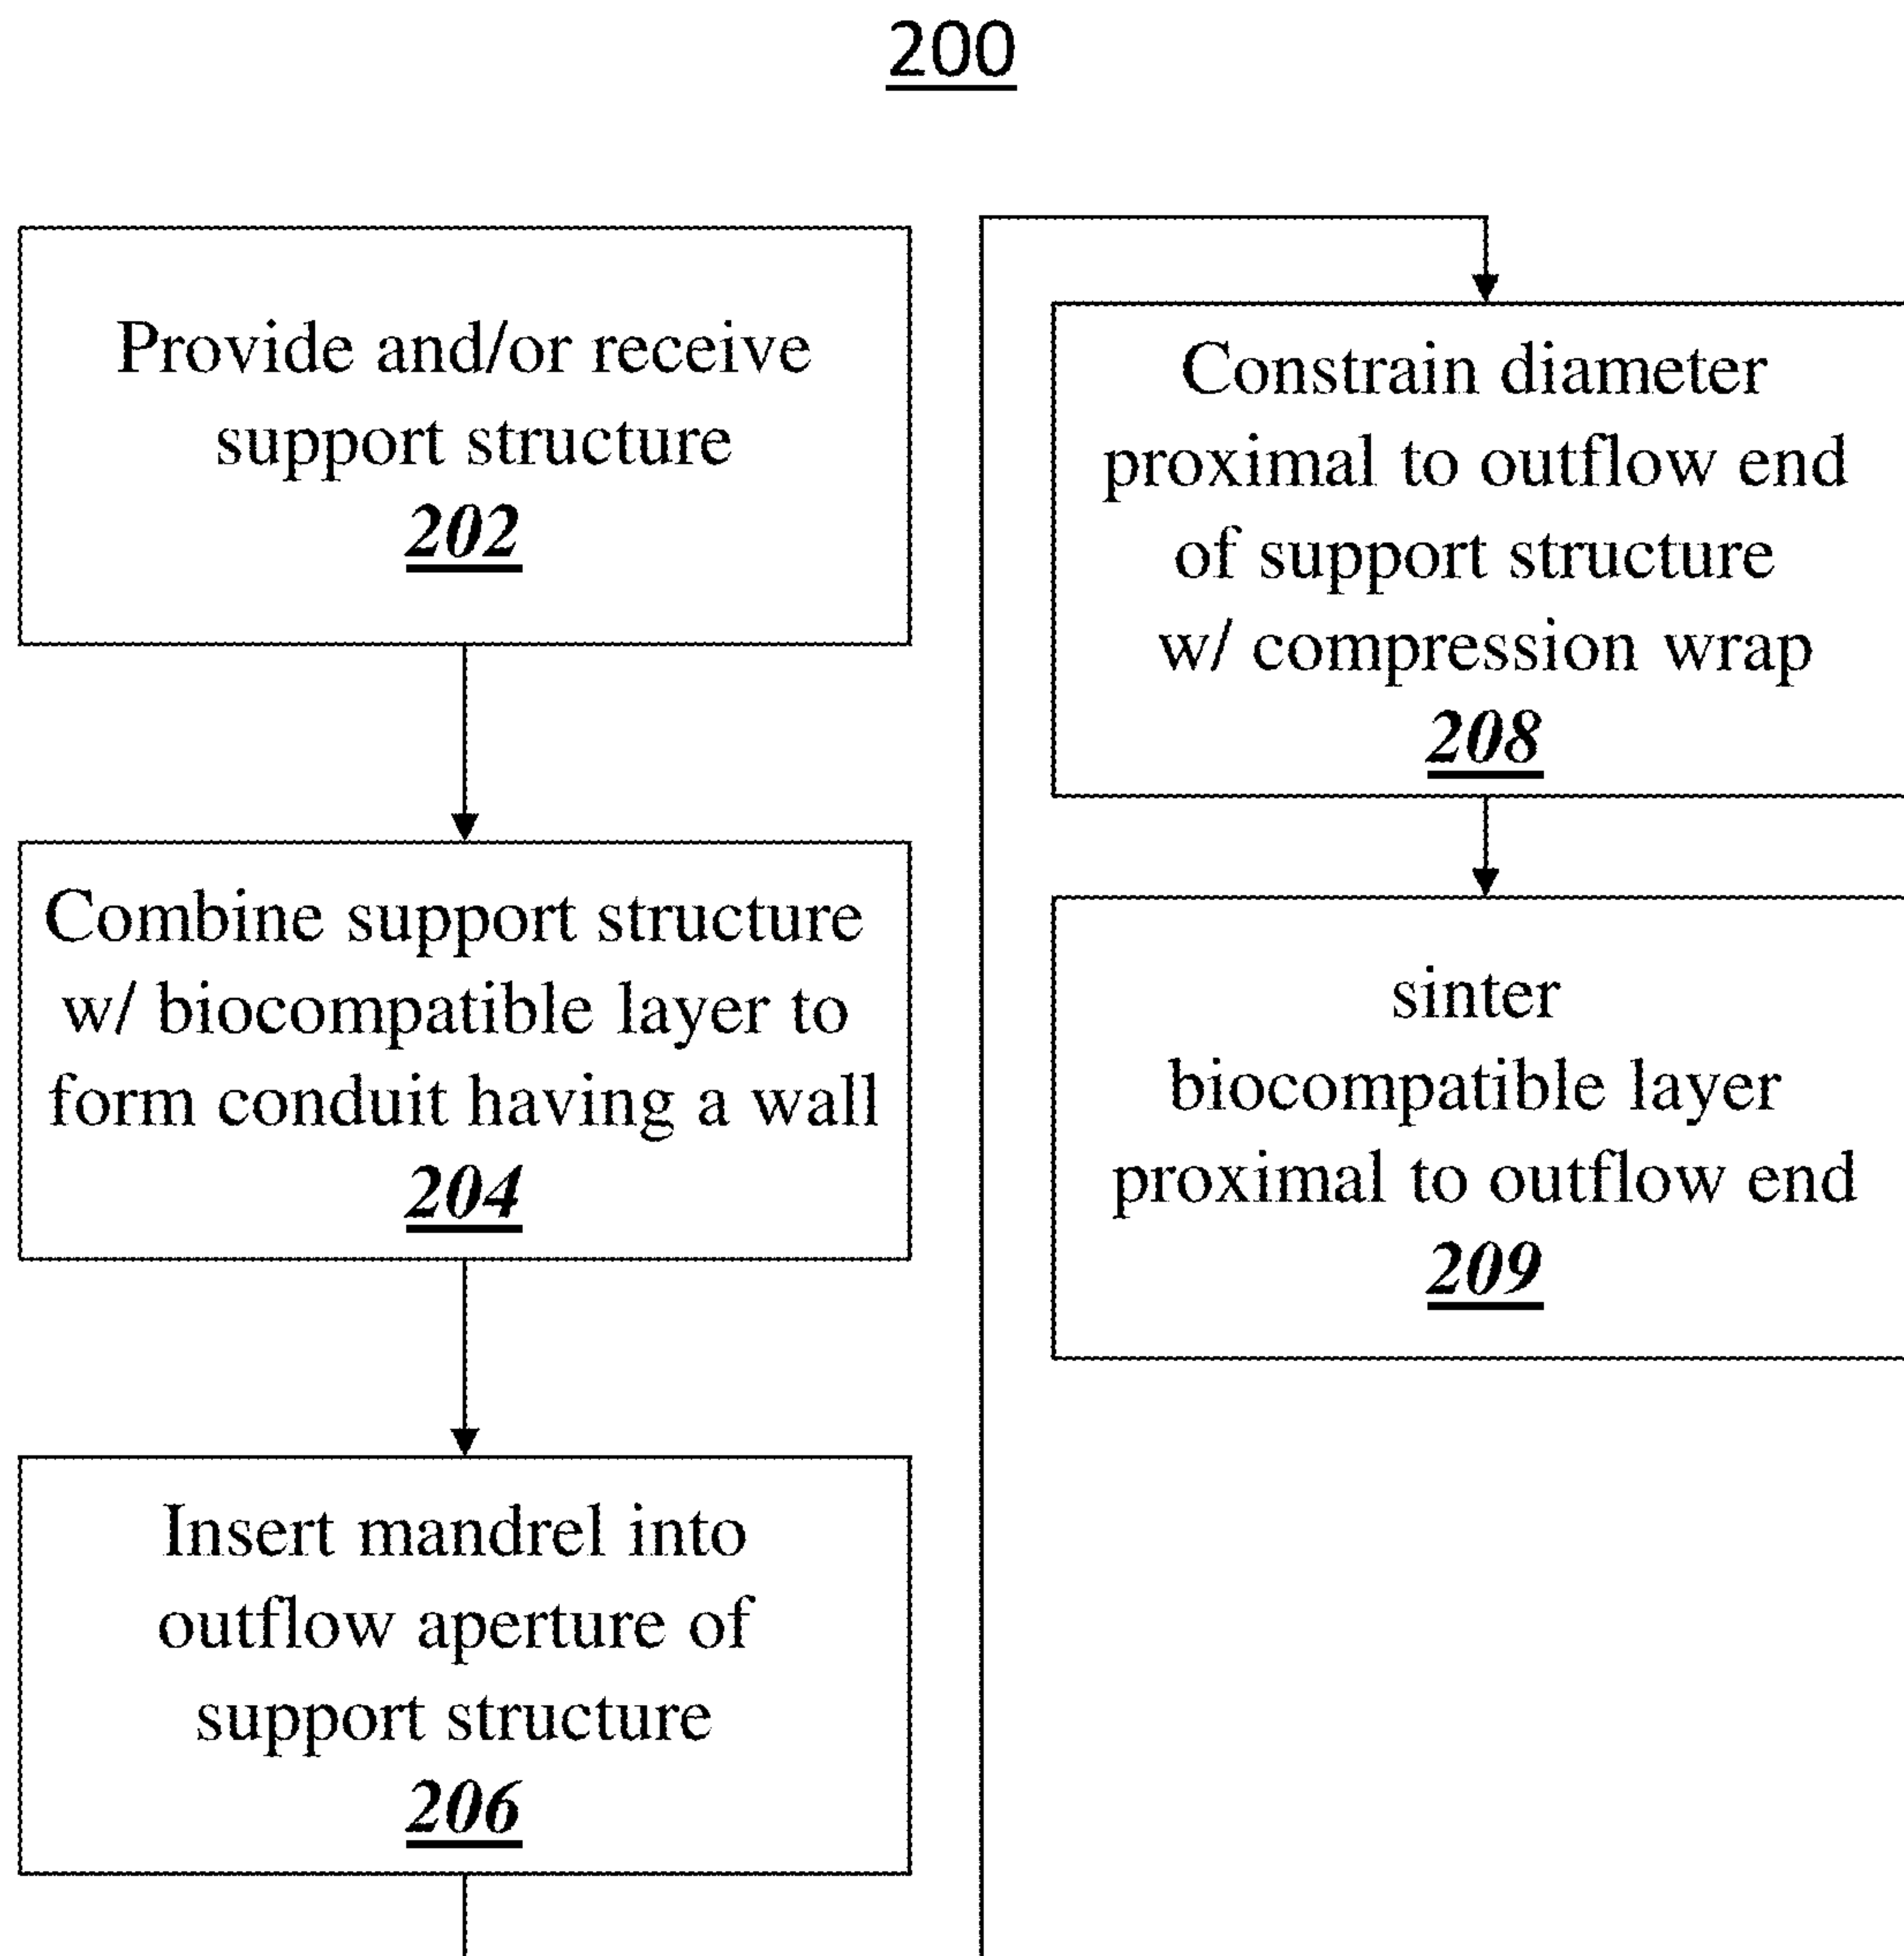 200
Provide and/or receive
support structure
202
Combine support structure
w/ biocompatible layer to
form conduit having a wall
204
Insert mandrel into
outflow aperture of
support structure
206
Constrain diameter
proximal to outflow end
of support structure
w/ compression wrap
208
sinter
biocompatible layer
proximal to outflow end
209